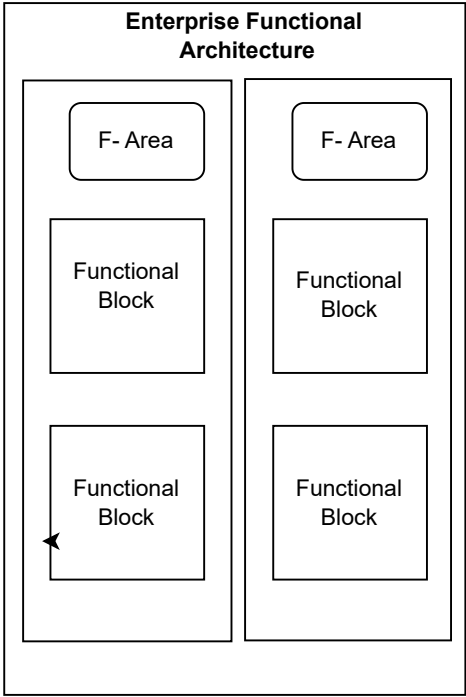 Enterprise Functional
Architecture
F- Area
Functional
Block
Functional
Block
F- Area
Functional
Block
Functional
Block